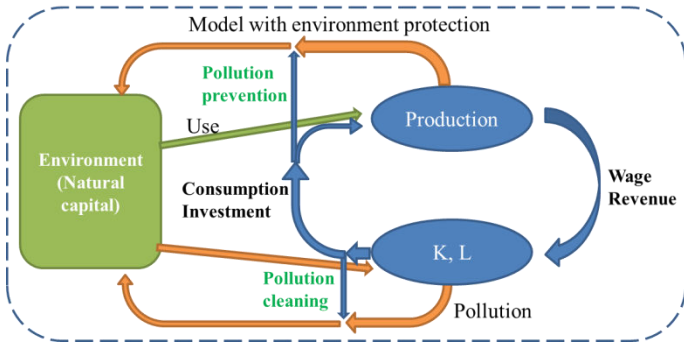 Model with environment protection
Pollution
prevention
Production
Use
Environment
(Natural
capital)
Consumption
Investment
Wage
Revenue
K, L
Pollution
cleaning
Pollution